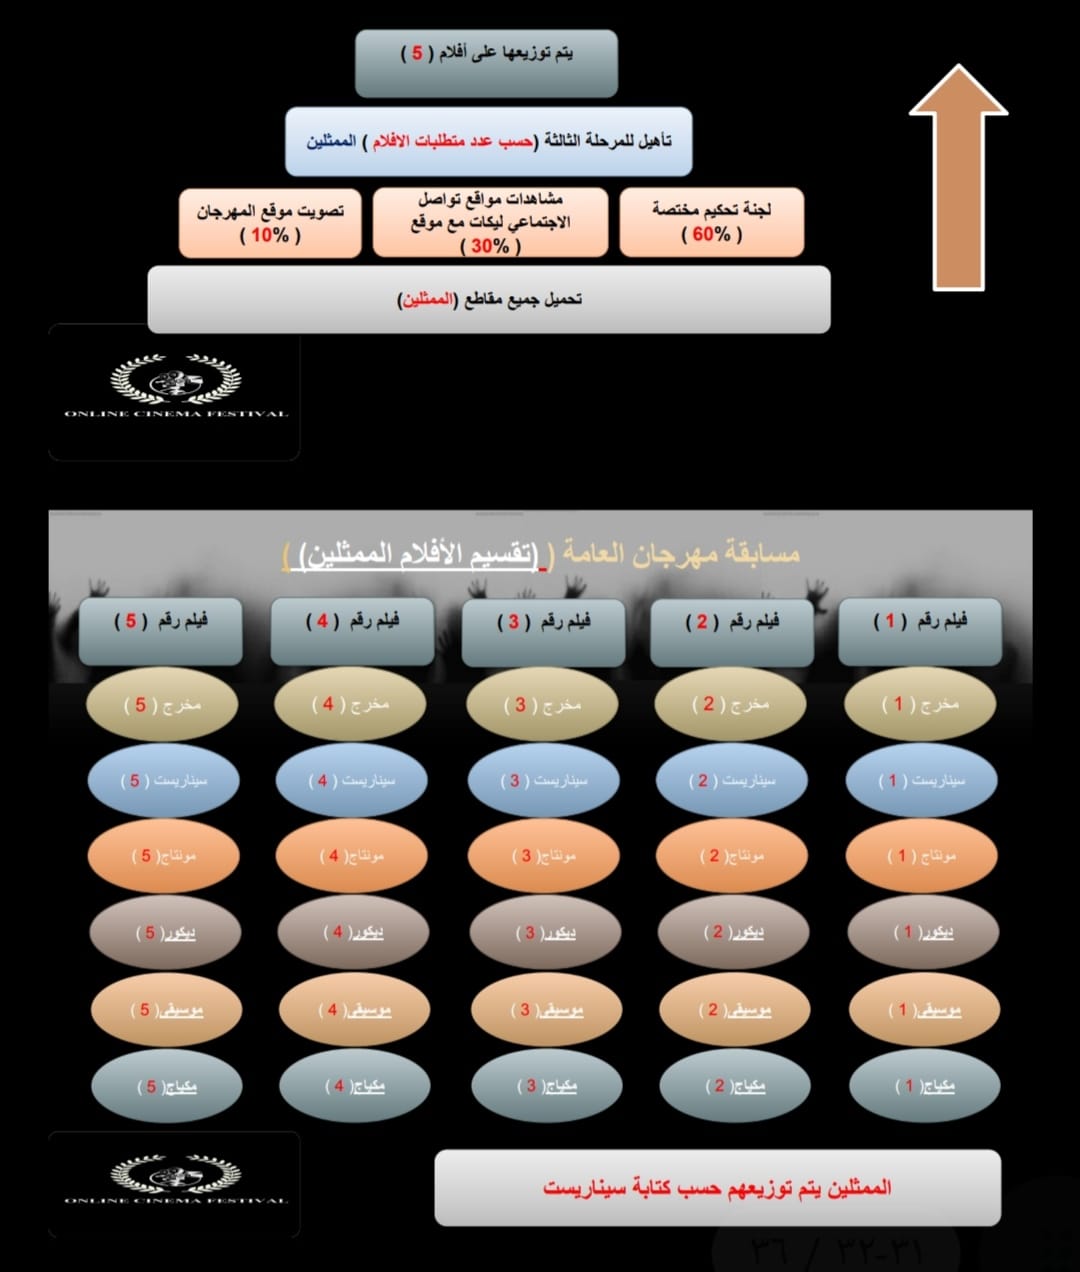 يتم توزيعها على أفلام ( 5 )
تأهيل للمرحلة الثالثة (حسب عدد متطلبات الافلام ) الممثلين
لجنة تحكيم مختصة
( 60% )
مشاهدات مواقع تواصل
الاجتماعي ليكات مع موقع
( 30% )
تصويت موقع المهرجان
( 10% )
تحميل جميع مقاطع (الممثلين)
ONLINE CINEMA FESTIVAL
مسابقة مهرجان العامة ( (تقسيم الأفلام الممثلين) )
فيلم رقم ( 1 )
فيلم رقم ( 2 )
فيلم رقم ( 3 )
فيلم رقم ( 4 )
فيلم رقم ( 5 )
مخرج ( 1 )
مخرج ( 2 )
مخرج ( 3 )
مخرج ( 4 )
مخرج ( 5 )
سيناريست ( 1 )
سيناريست ( 2 )
سيناريست ( 3 )
سيناريست ( 4 )
سيناريست ( 5 )
مونتاج ( 1 )
مونتاج( 2 )
مونتاج( 3 )
مونتاج( 4 )
مونتاج( 5 )
ديكور( 1 )
ديكور( 2 )
ديكور( 3 )
ديكور( 4 )
ديكور( 5 )
موسيقى( 1 )
موسيقى( 2 )
موسيقى( 3 )
موسيقى( 4 )
موسيقى( 5 )
مكياج( 1 )
مكياج( 2 )
مكياج( 3 )
مكياج( 4 )
مكياج( 5 )
الممثلين يتم توزيعهم حسب كتابة سيناريست
ONLINE CINEMA FESTIVAL
٣١-٣٢ / ٣٦